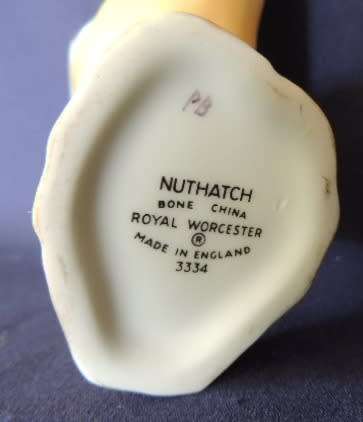 PB
NUTHATCH
BONE CHINA
ROYAL WORCESTER
®
MADE IN ENGLAND
3334